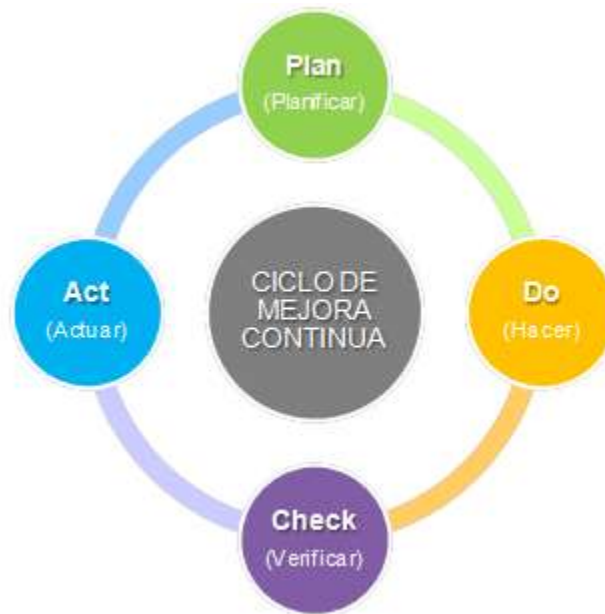 Plan
(Planificar)
Do
(Hacer)
Check
(Verificar)
Act
(Actuar)
CICLO DE
MEJORA
CONTINUA